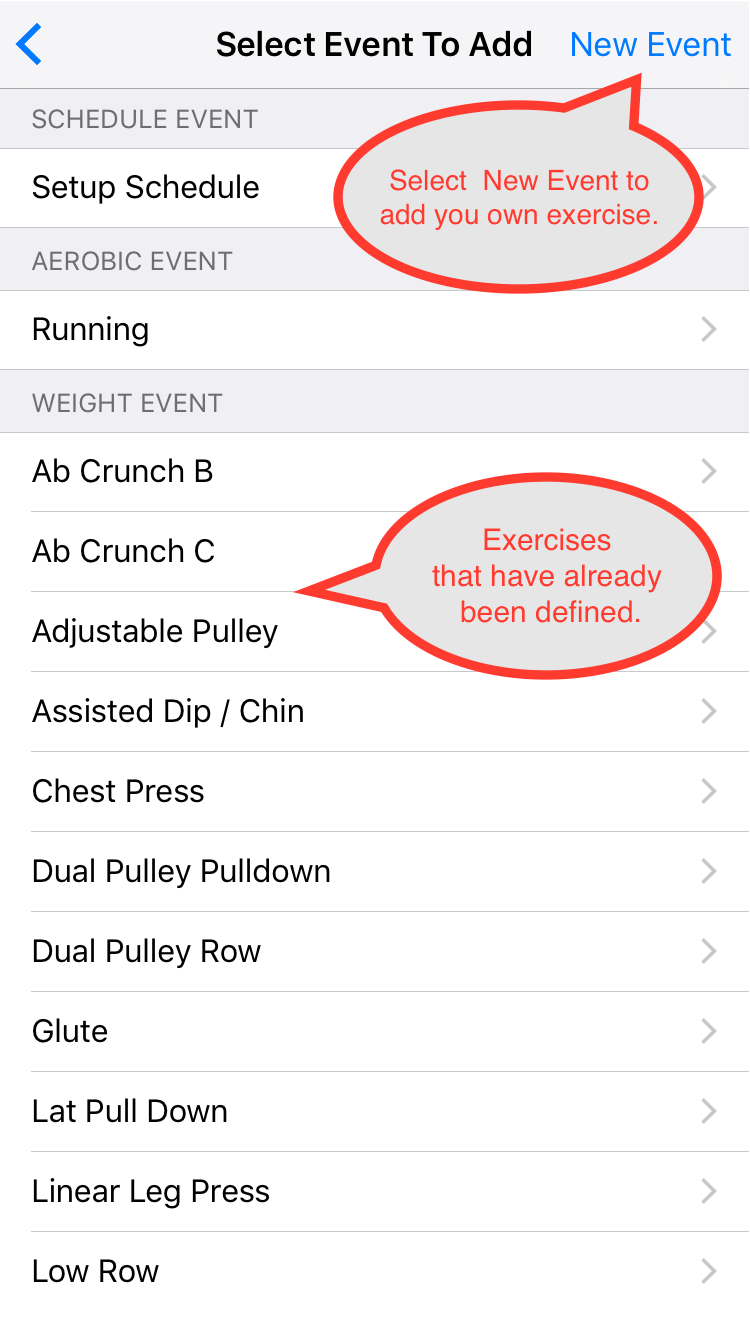 Select Event To Add
New Event
SCHEDULE EVENT
Setup Schedule
Select  New Event to
add you own exercise.
AEROBIC EVENT
Running
WEIGHT EVENT
Ab Crunch B
Ab Crunch C
Exercises
that have already
been defined.
Adjustable Pulley
Assisted Dip / Chin
Chest Press
Dual Pulley Pulldown
Dual Pulley Row
Glute
Lat Pull Down
Linear Leg Press
Low Row